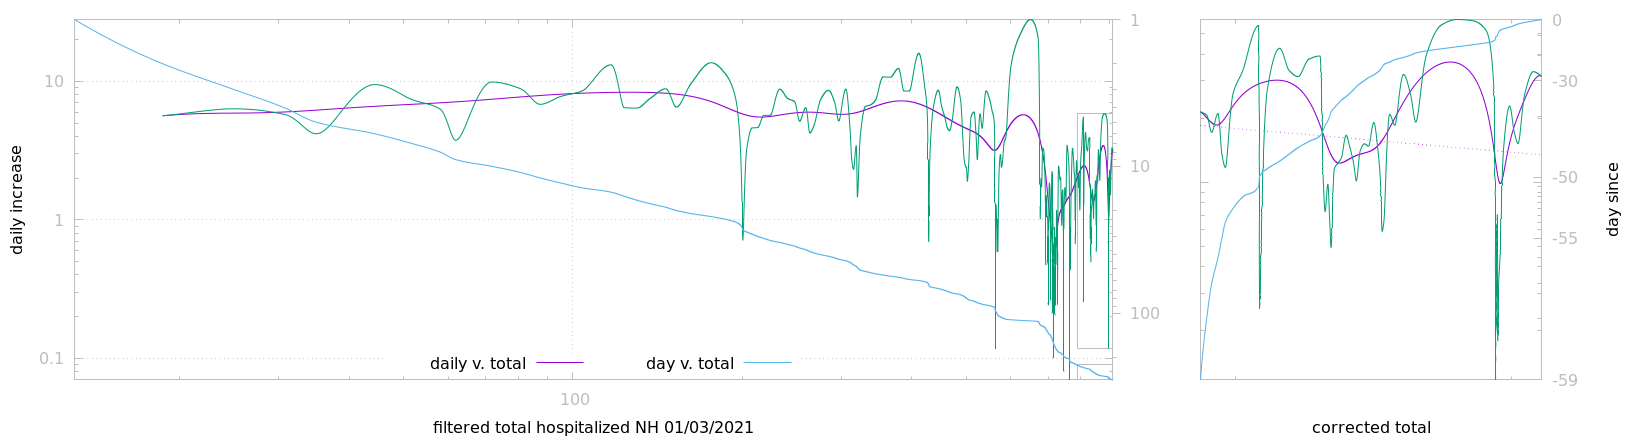 10
1
0.1
daily increase
daily v. total
day v. total
100
filtered total hospitalized NH 01/03/2021
1
10
100
0
-30
-50
-55
-59
day since
corrected total